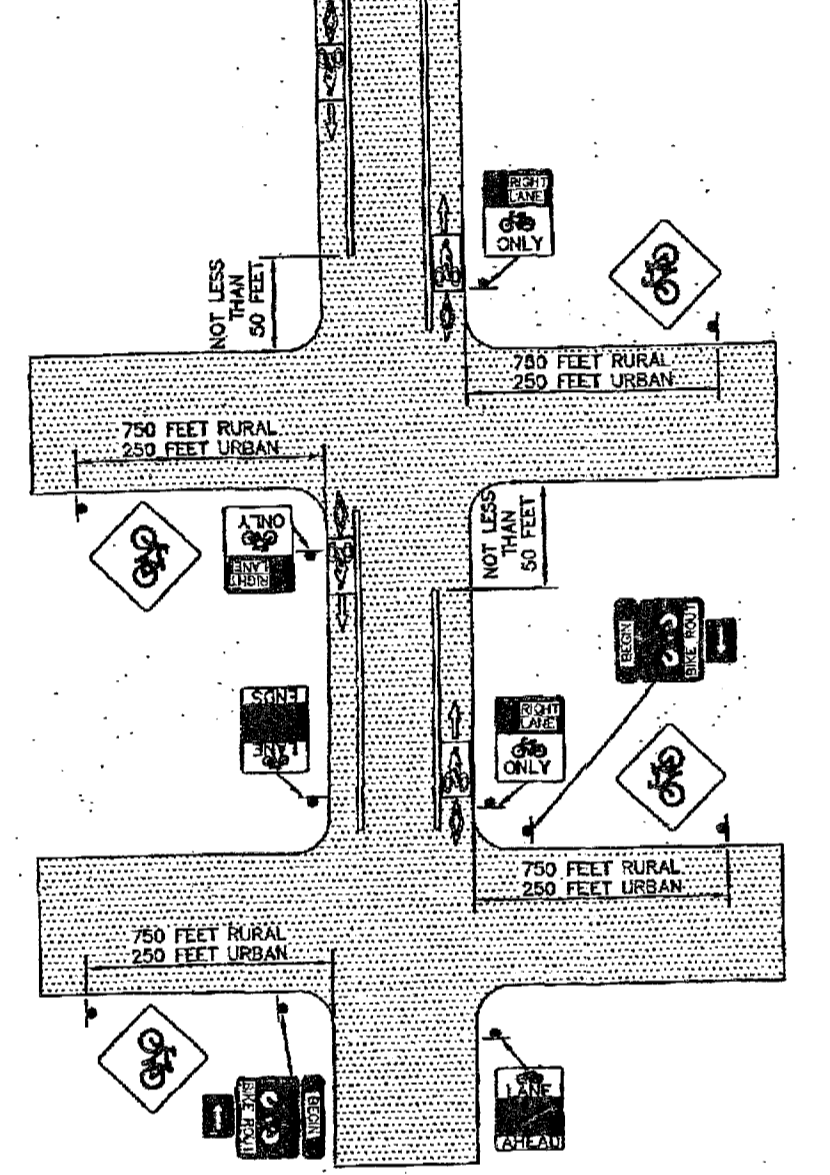 RIGHT
LANE
ONLY
NOT LESS
THAN
50 FEET
750 FEET RURAL
250 FEET URBAN
750 FEET RURAL
250 FEET URBAN
RIGHT
LANE
ONLY
NOT LESS
THAN
50 FEET
BEGIN
BIKE ROUT
LANE
ENDS
RIGHT
LANE
ONLY
750 FEET RURAL
250 FEET URBAN
750 FEET RURAL
250 FEET URBAN
BEGIN
BIKE ROUT
LANE
AHEAD